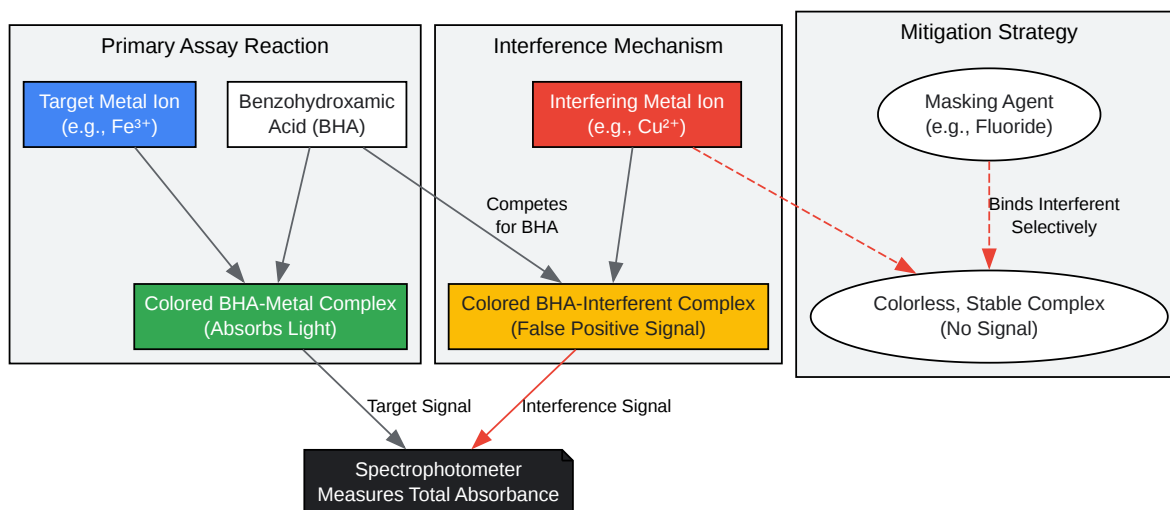 Primary Assay Reaction
Target Metal Ion
(e.g., Fe³⁺)
Benzohydroxamic
Acid (BHA)
Colored BHA-Metal Complex
(Absorbs Light)
Interference Mechanism
Interfering Metal Ion
(e.g., Cu²⁺)
Competes
for BHA
Colored BHA-Interferent Complex
(False Positive Signal)
Mitigation Strategy
Masking Agent
(e.g., Fluoride)
Binds Interferent
Selectively
Colorless, Stable Complex
(No Signal)
Target Signal
Interference Signal
Spectrophotometer
Measures Total Absorbance